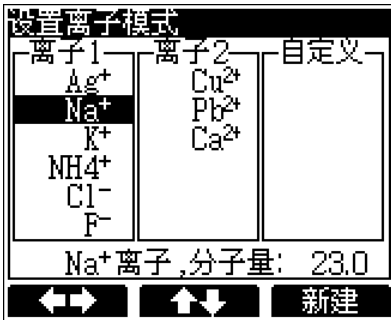 设置离子模式
离子1 离子2 自定义
Ag⁺ Cu²⁺
Na⁺ Pb²⁺
K⁺ Ca²⁺
NH4⁺
Cl⁻
F⁻
Na⁺离子,分子量: 23.0
新建